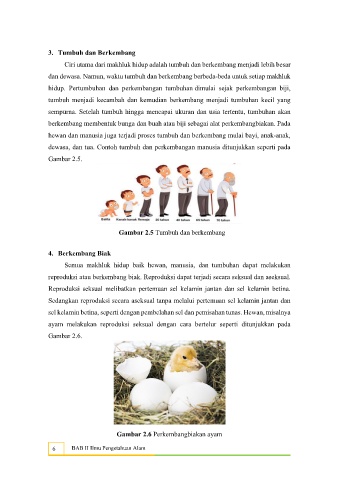 3. Tumbuh dan Berkembang
Ciri utama dari makhluk hidup adalah tumbuh dan berkembang menjadi lebih besar
dan dewasa. Namun, waktu tumbuh dan berkembang berbeda-beda untuk setiap makhluk
hidup. Pertumbuhan dan perkembangan tumbuhan dimulai sejak perkembangan biji,
tumbuh menjadi kecambah dan kemudian berkembang menjadi tumbuhan kecil yang
sempurna. Setelah tumbuh hingga mencapai ukuran dan usia tertentu, tumbuhan akan
berkembang membentuk bunga dan buah atau biji sebagai alat perkembangbiakan. Pada
hewan dan manusia juga terjadi proses tumbuh dan berkembang mulai bayi, anak-anak,
dewasa, dan tua. Contoh tumbuh dan perkembangan manusia ditunjukkan seperti pada
Gambar 2.5.
Balita Kanak-kanak Remaja
Gambar 2.5 Tumbuh dan berkembang
4. Berkembang Biak
Semua makhluk hidup baik hewan, manusia, dan tumbuhan dapat melakukan
reproduksi atau berkembang biak. Reproduksi dapat terjadi secara seksual dan aseksual.
Reproduksi seksual melibatkan pertemuan sel kelamin jantan dan sel kelamin betina.
Sedangkan reproduksi secara aseksual tanpa melalui pertemuan sel kelamin jantan dan
sel kelamin betina, seperti dengan pembelahan sel dan pemisahan tunas. Hewan, misalnya
ayam melakukan reproduksi seksual dengan cara bertelur seperti ditunjukkan pada
Gambar 2.6.
Gambar 2.6 Perkembangbiakan ayam
6 BAB II Ilmu Pengetahuan Alam